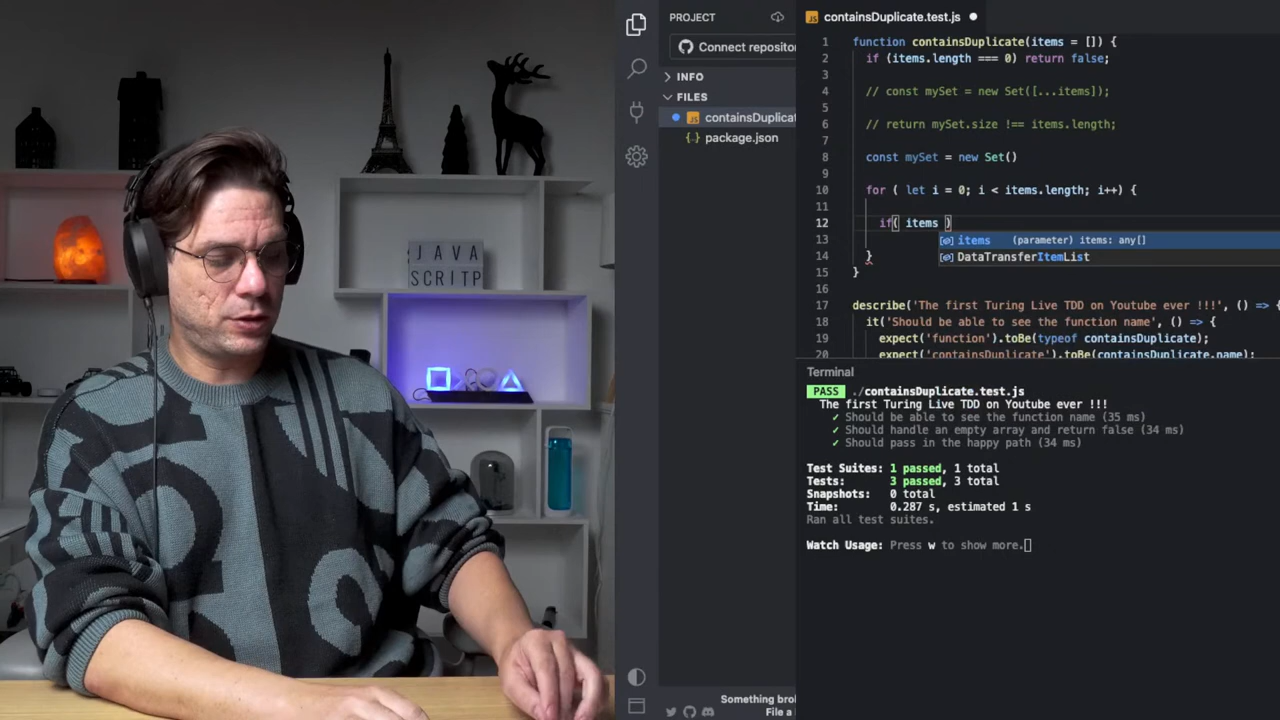 JAVA
SCRITP
PROJECT
Connect reposito
INFO
FILES
containsDuplicat
package.json
containsDuplicate.test.js
1 function containsDuplicate(items = []) {
2 if (items.length === 0) return false;
3
4 // const mySet = new Set([...items]);
5
6 // return mySet.size !== items.length;
7
8 const mySet = new Set()
9
10 for ( let i = 0; i < items.length; i++) {
11
12 if( items )
13
items (parameter) items: any[]
14 }
DataTransferItemList
15 }
16
17 describe('The first Turing Live TDD on Youtube ever !!!', () => {
18 it('Should be able to see the function name', () => {
19 expect('function').toBe(typeof containsDuplicate);
20 expect('containsDuplicate').toBe(containsDuplicate.name);
Terminal
PASS ./containsDuplicate.test.js
The first Turing Live TDD on Youtube ever !!!
✓ Should be able to see the function name (35 ms)
✓ Should handle an empty array and return false (34 ms)
✓ Should pass in the happy path (34 ms)
Test Suites: 1 passed, 1 total
Tests: 3 passed, 3 total
Snapshots: 0 total
Time: 0.287 s, estimated 1 s
Ran all test suites.
Watch Usage: Press w to show more.
Something bro
File a